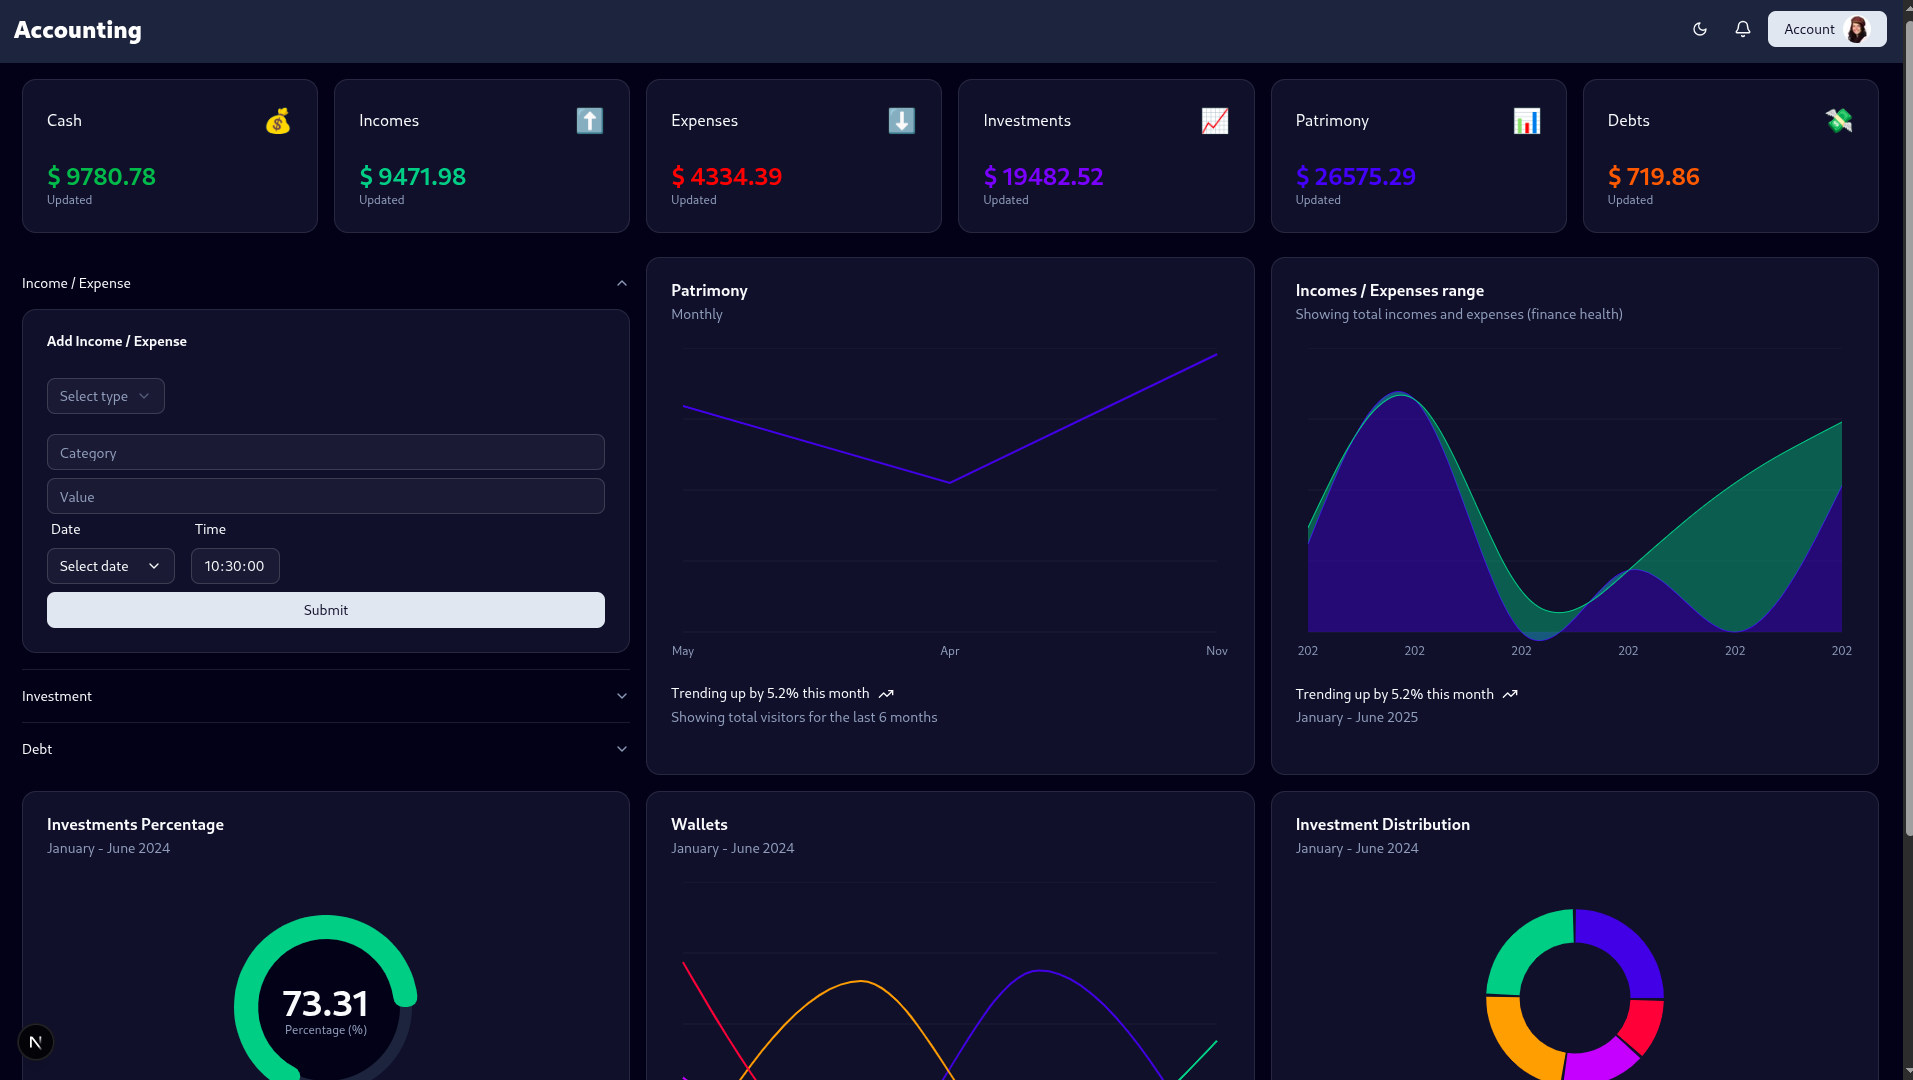 Accounting
Account
Cash
$ 9780.78
Updated
Incomes
$ 9471.98
Updated
Expenses
$ 4334.39
Updated
Investments
$ 19482.52
Updated
Patrimony
$ 26575.29
Updated
Debts
$ 719.86
Updated
Income / Expense
Add Income / Expense
Select type
Category
Value
Date Time
Select date 10:30:00
Submit
Investment
Debt
Patrimony
Monthly
May Apr Nov
Trending up by 5.2% this month
Showing total visitors for the last 6 months
Incomes / Expenses range
Showing total incomes and expenses (finance health)
202 202 202 202 202 202
Trending up by 5.2% this month
January - June 2025
Investments Percentage
January - June 2024
73.31
Percentage (%)
N
Wallets
January - June 2024
Investment Distribution
January - June 2024